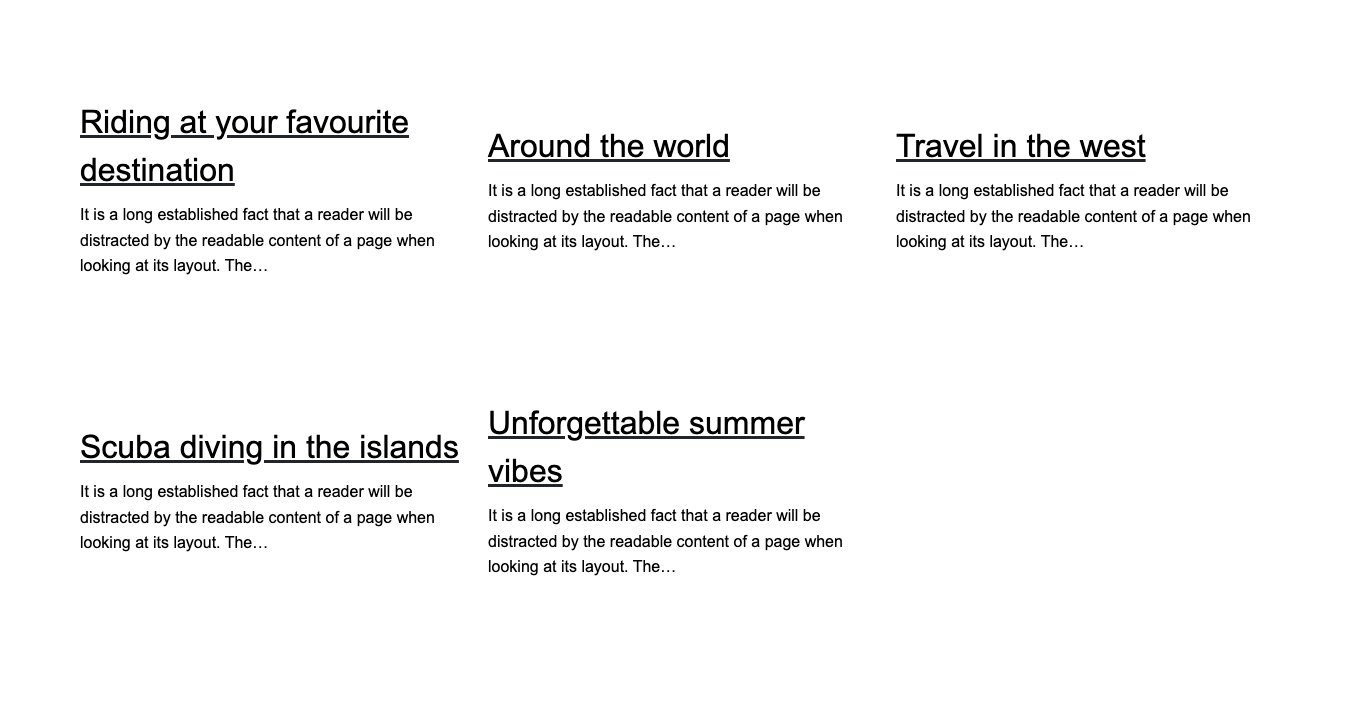 Riding at your favourite
destination
It is a long established fact that a reader will be
distracted by the readable content of a page when
looking at its layout. The…
Around the world
It is a long established fact that a reader will be
distracted by the readable content of a page when
looking at its layout. The…
Travel in the west
It is a long established fact that a reader will be
distracted by the readable content of a page when
looking at its layout. The…
Scuba diving in the islands
It is a long established fact that a reader will be
distracted by the readable content of a page when
looking at its layout. The…
Unforgettable summer
vibes
It is a long established fact that a reader will be
distracted by the readable content of a page when
looking at its layout. The…